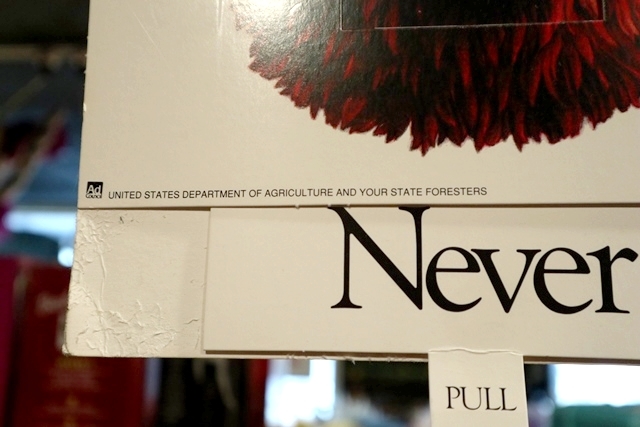 Ad
UNITED STATES DEPARTMENT OF AGRICULTURE AND YOUR STATE FORESTERS
Never
PULL